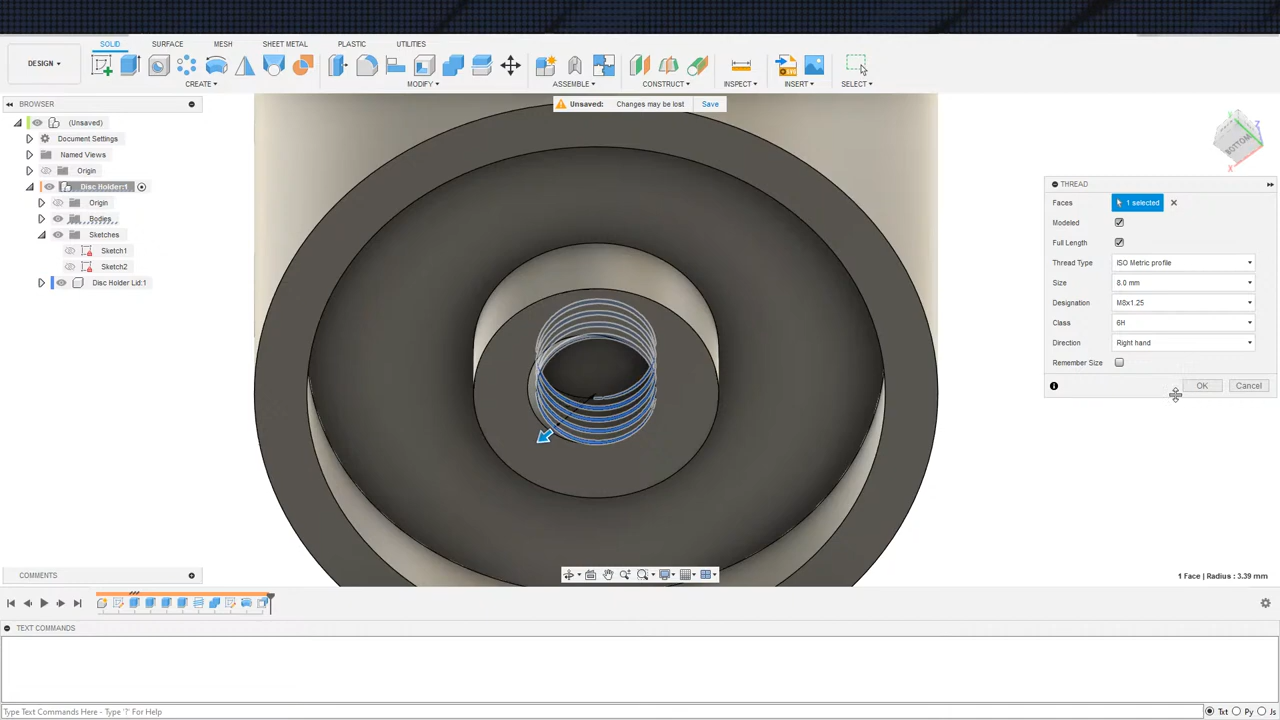 SOLID SURFACE MESH SHEET METAL PLASTIC UTILITIES
DESIGN
CREATE MODIFY ASSEMBLE CONSTRUCT INSPECT INSERT SELECT
BROWSER
Unsaved: Changes may be lost Save
(Unsaved)
Document Settings
Named Views
Origin
Disc Holder:1
Origin
Bodies
Sketches
Sketch1
Sketch2
Disc Holder Lid:1
BOTTOM
Z
X
THREAD
Faces 1 selected
Modeled
Full Length
Thread Type ISO Metric profile
Size 8.0 mm
Designation M8x1.25
Class 6H
Direction Right hand
Remember Size
OK Cancel
COMMENTS
1 Face | Radius : 3.39 mm
TEXT COMMANDS
Type Text Commands Here - Type '?' For Help
Txt Py Js